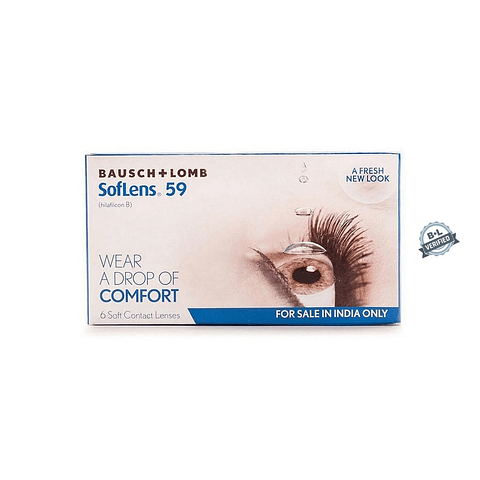 BAUSCH+LOMB
SofLens® 59
(hilafilcon B)
A FRESH
NEW LOOK
WEAR
A DROP OF
COMFORT
6 Soft Contact Lenses
FOR SALE IN INDIA ONLY
B+L
VERIFIED